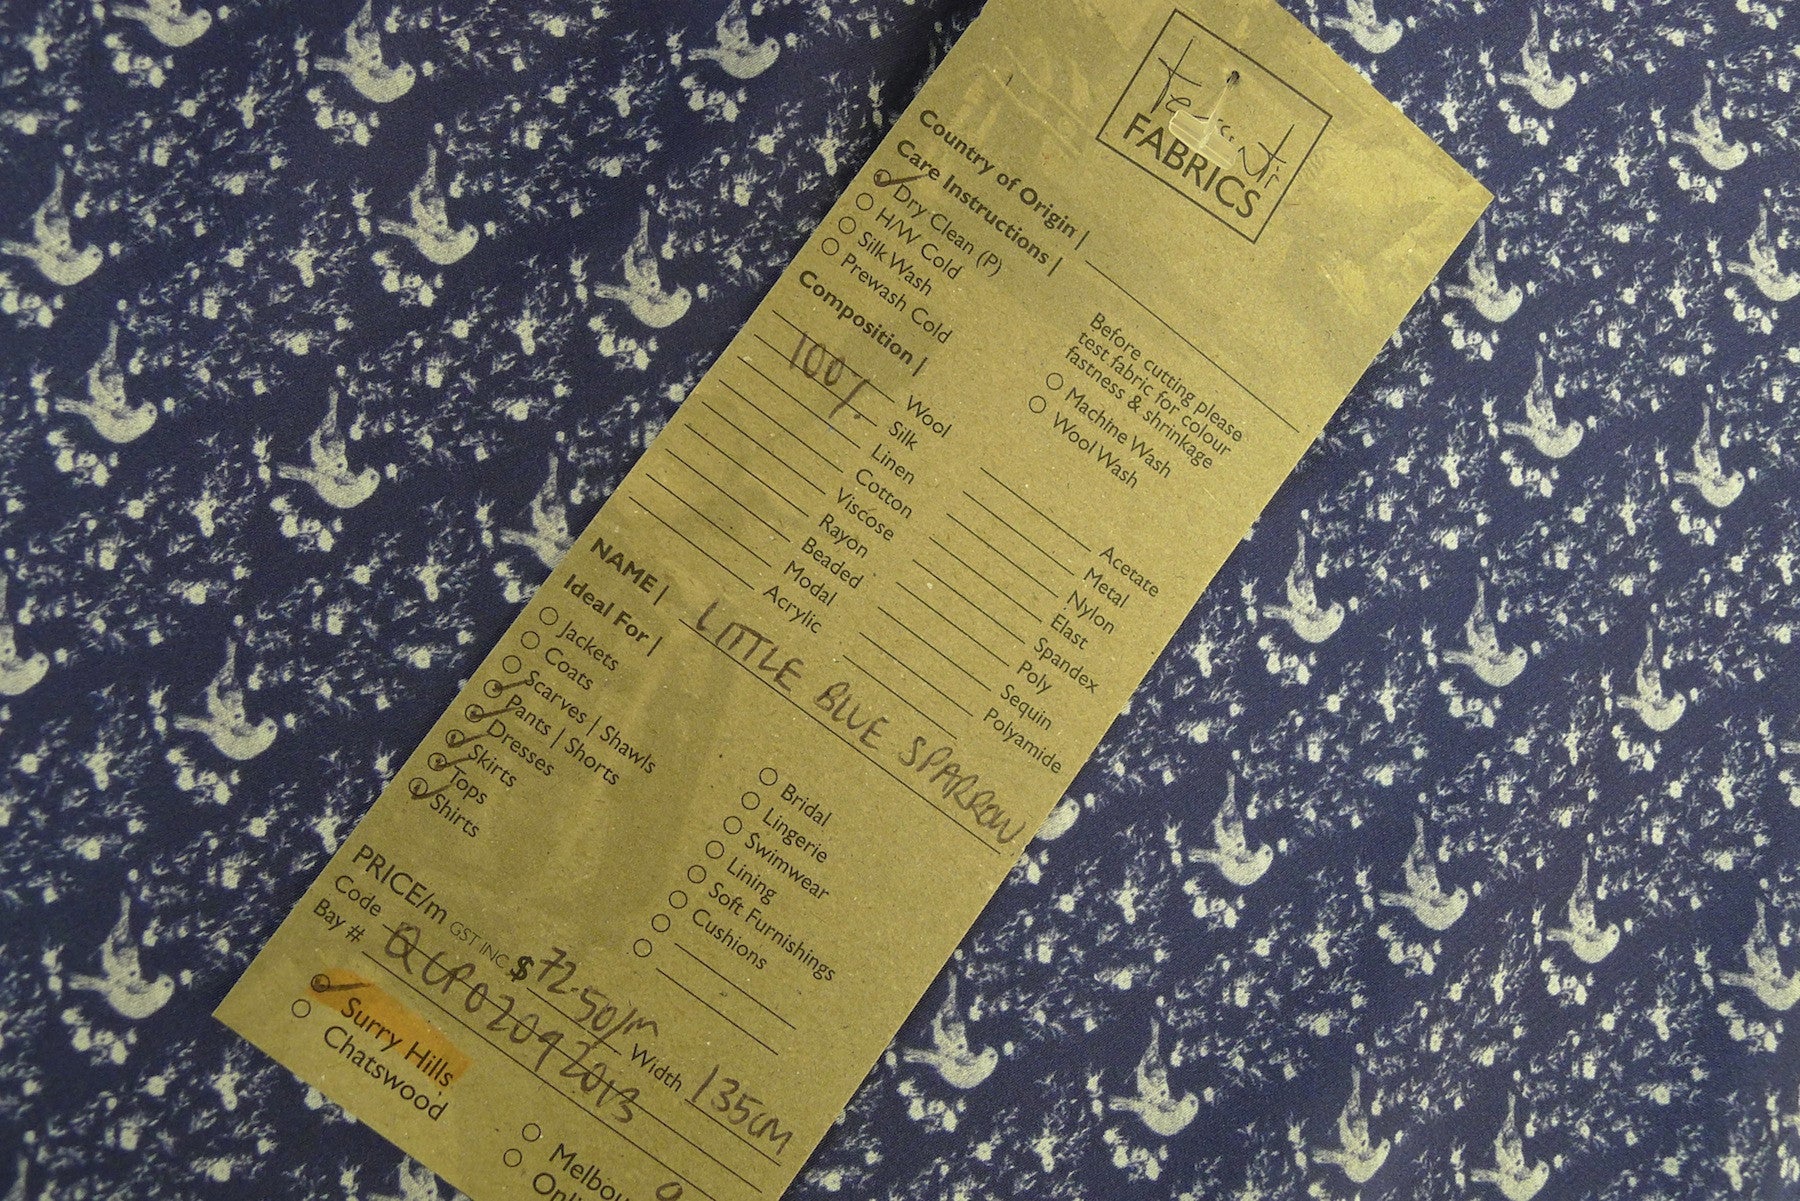 FABRICS
Country of Origin |
Care Instructions |
Dry Clean (P)
H/W Cold
Silk Wash
Prewash Cold
Before cutting please
test fabric for colour
fastness & shrinkage
Machine Wash
Wool Wash
Composition |
Wool
100% Silk
Linen
Cotton
Viscose
Rayon
Beaded
Modal
Acrylic
Acetate
Metal
Nylon
Elast
Spandex
Poly
Sequin
Polyamide
NAME | LITTLE BLUE SPARROW
Ideal For |
Jackets
Coats
Scarves | Shawls
Pants | Shorts
Dresses
Skirts
Tops
Shirts
Bridal
Lingerie
Swimwear
Lining
Soft Furnishings
Cushions
PRICE/m GST INC $72.50/m Width 135cm
Code QCP02092013
Bay #
Surry Hills
Chatswood